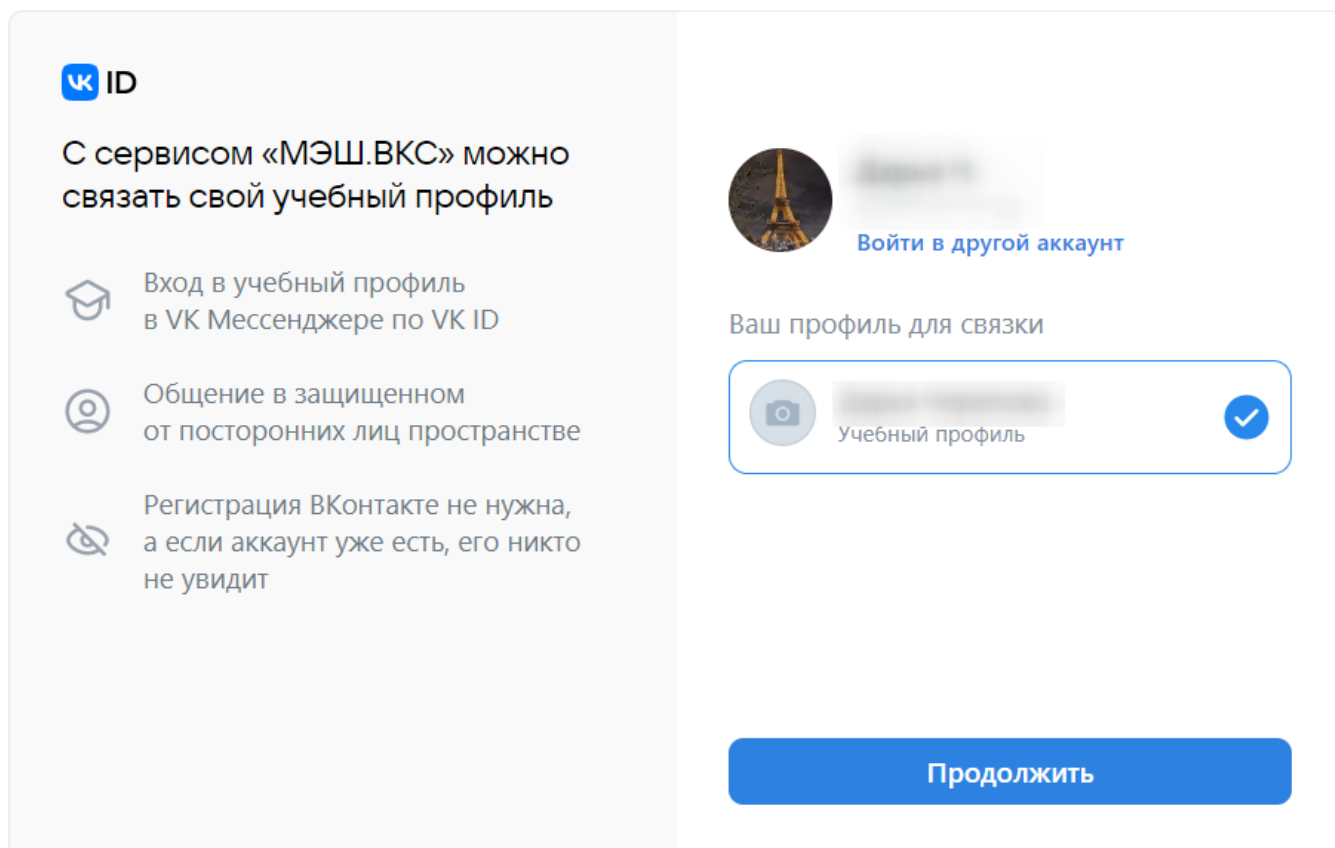 VK ID
С сервисом «МЭШ.ВКС» можно
связать свой учебный профиль
Вход в учебный профиль
в VK Мессенджере по VK ID
Общение в защищенном
от посторонних лиц пространстве
Регистрация ВКонтакте не нужна,
а если аккаунт уже есть, его никто
не увидит
Войти в другой аккаунт
Ваш профиль для связки
Учебный профиль
Продолжить